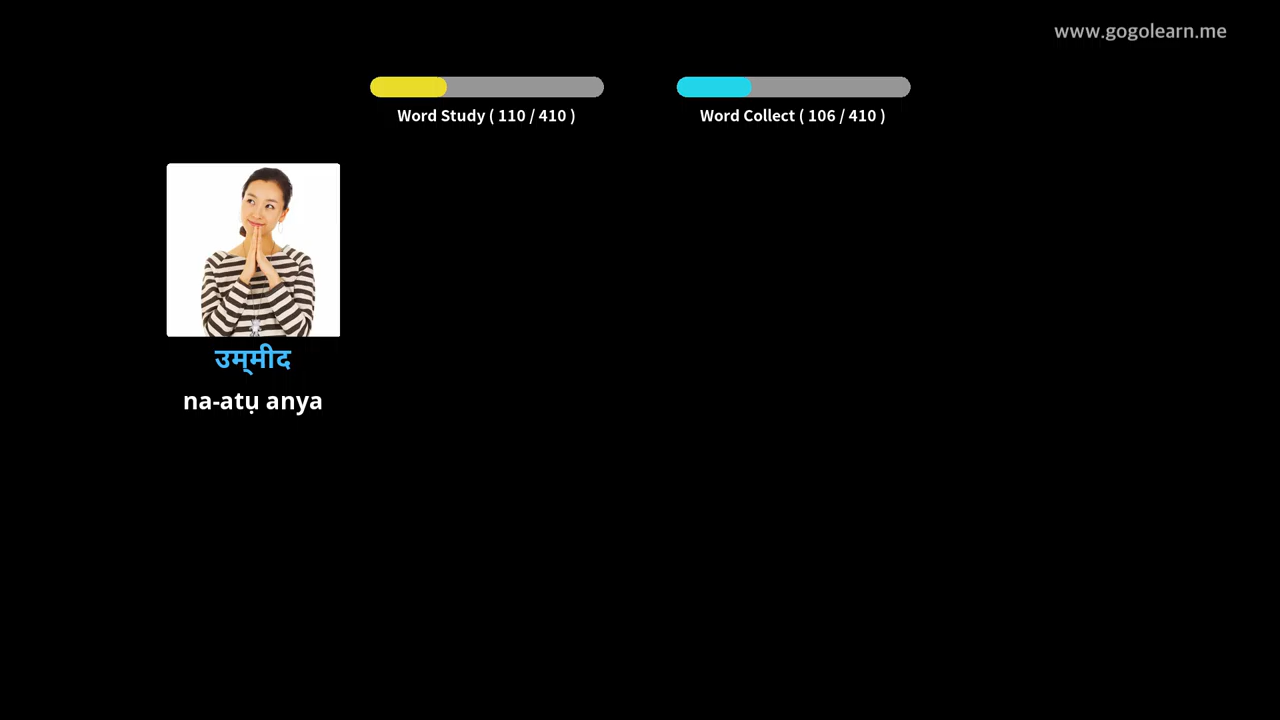 www.gogolearn.me
Word Study ( 110 / 410 )
Word Collect ( 106 / 410 )
उम्‌मीद
na-atụ anya